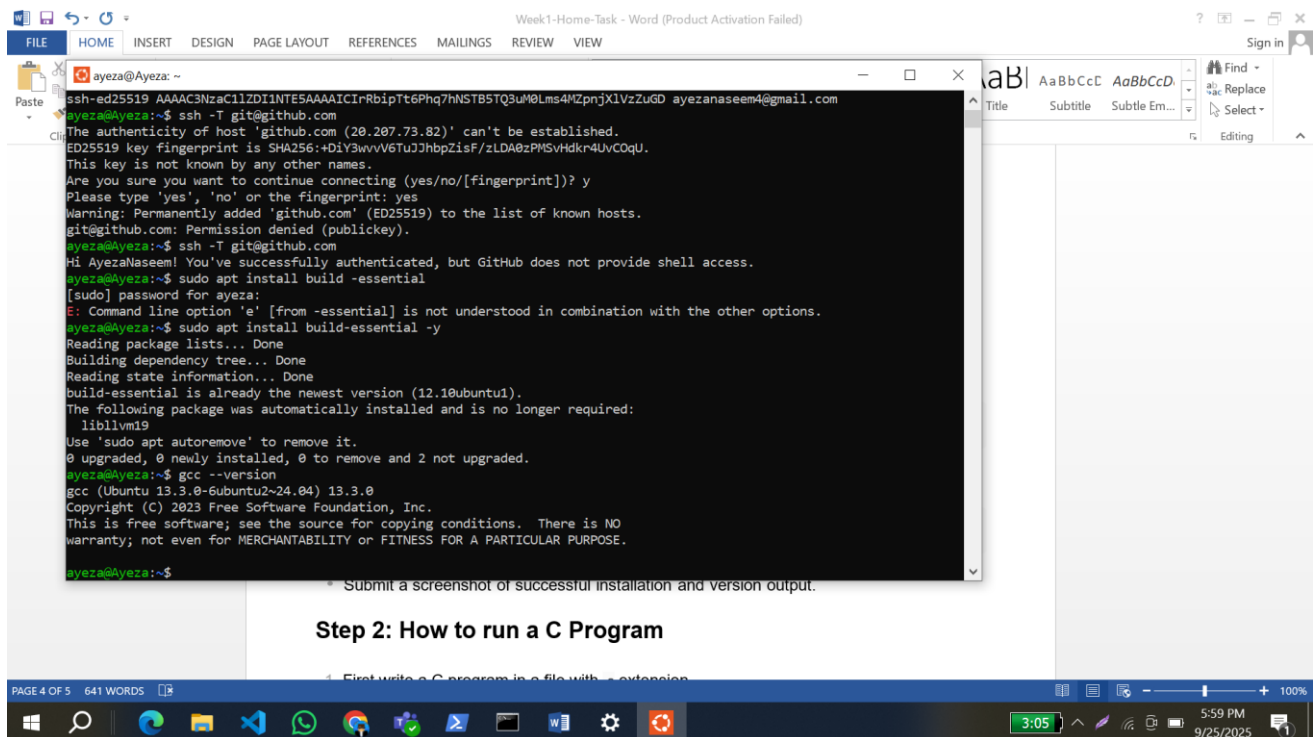 Week1-Home-Task - Word (Product Activation Failed)
FILE HOME INSERT DESIGN PAGE LAYOUT REFERENCES MAILINGS REVIEW VIEW
Sign in
Paste
ayeza@Ayeza: ~
Title
AaBbCcD
Subtitle
AaBbCcD
Subtle Em...
Find
Replace
Select
Editing
ssh-ed25519 AAAAC3NzaC1lZDI1NTE5AAAAICIrRbipTt6Phq7hNSTB5TQ3uM0Lms4MZpnjXlVzZuGD ayezanaseem4@gmail.com
ayeza@Ayeza:~$ ssh -T git@github.com
The authenticity of host 'github.com (20.207.73.82)' can't be established.
ED25519 key fingerprint is SHA256:+DiY3wvvV6TuJJhbpZisF/zLDA0zPMSvHdkr4UvCOqU.
This key is not known by any other names.
Are you sure you want to continue connecting (yes/no/[fingerprint])? y
Please type 'yes', 'no' or the fingerprint: yes
Warning: Permanently added 'github.com' (ED25519) to the list of known hosts.
git@github.com: Permission denied (publickey).
ayeza@Ayeza:~$ ssh -T git@github.com
Hi AyezaNaseem! You've successfully authenticated, but GitHub does not provide shell access.
ayeza@Ayeza:~$ sudo apt install build -essential
[sudo] password for ayeza:
E: Command line option 'e' [from -essential] is not understood in combination with the other options.
ayeza@Ayeza:~$ sudo apt install build-essential -y
Reading package lists... Done
Building dependency tree... Done
Reading state information... Done
build-essential is already the newest version (12.10ubuntu1).
The following package was automatically installed and is no longer required:
libllvm19
Use 'sudo apt autoremove' to remove it.
0 upgraded, 0 newly installed, 0 to remove and 2 not upgraded.
ayeza@Ayeza:~$ gcc --version
gcc (Ubuntu 13.3.0-6ubuntu2~24.04) 13.3.0
Copyright (C) 2023 Free Software Foundation, Inc.
This is free software; see the source for copying conditions.  There is NO
warranty; not even for MERCHANTABILITY or FITNESS FOR A PARTICULAR PURPOSE.
ayeza@Ayeza:~$
Submit a screenshot of successful installation and version output.
Step 2: How to run a C Program
1. First write a C program in a file with .c extension
PAGE 4 OF 5 641 WORDS
100%
3:05
5:59 PM
9/25/2025